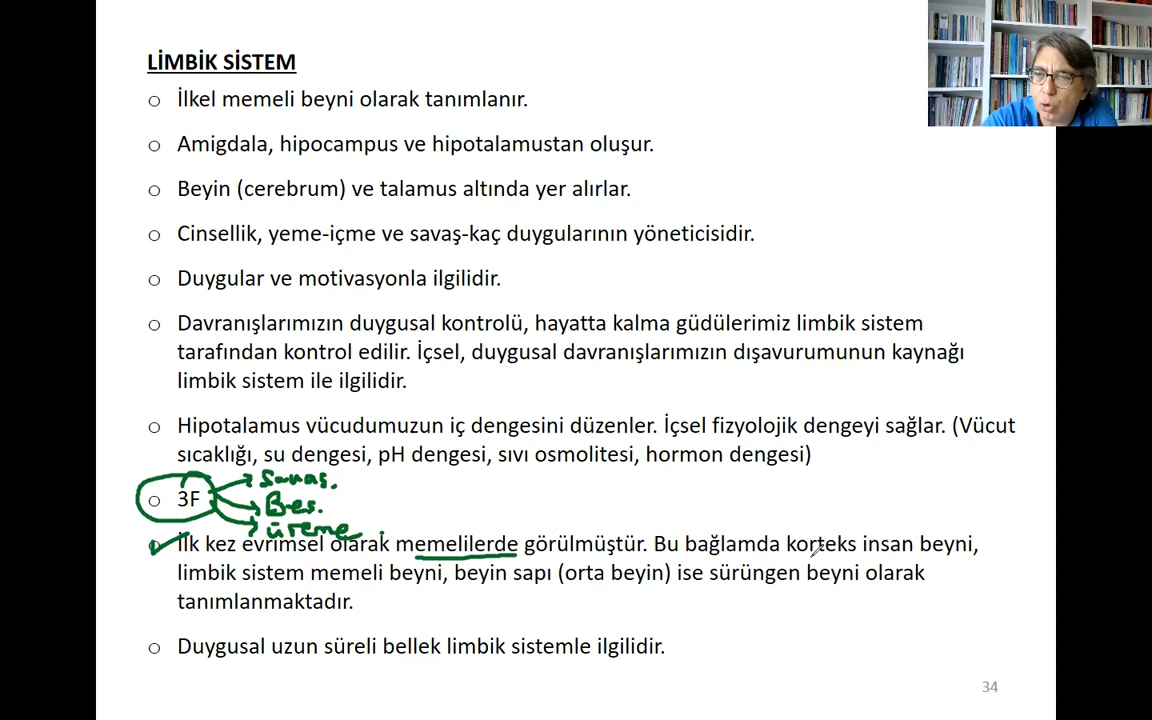 LİMBİK SİSTEM
İlkel memeli beyni olarak tanımlanır.
Amigdala, hipocampus ve hipotalamustan oluşur.
Beyin (cerebrum) ve talamus altında yer alırlar.
Cinsellik, yeme-içme ve savaş-kaç duygularının yöneticisidir.
Duygular ve motivasyonla ilgilidir.
Davranışlarımızın duygusal kontrolü, hayatta kalma güdülerimiz limbik sistem
tarafından kontrol edilir. İçsel, duygusal davranışlarımızın dışavurumunun kaynağı
limbik sistem ile ilgilidir.
Hipotalamus vücudumuzun iç dengesini düzenler. İçsel fizyolojik dengeyi sağlar. (Vücut
sıcaklığı, su dengesi, pH dengesi, sıvı osmolitesi, hormon dengesi)
Savaş.
3F
Bes.
üreme
İlk kez evrimsel olarak memelilerde görülmüştür. Bu bağlamda korteks insan beyni,
limbik sistem memeli beyni, beyin sapı (orta beyin) ise sürüngen beyni olarak
tanımlanmaktadır.
Duygusal uzun süreli bellek limbik sistemle ilgilidir.
34